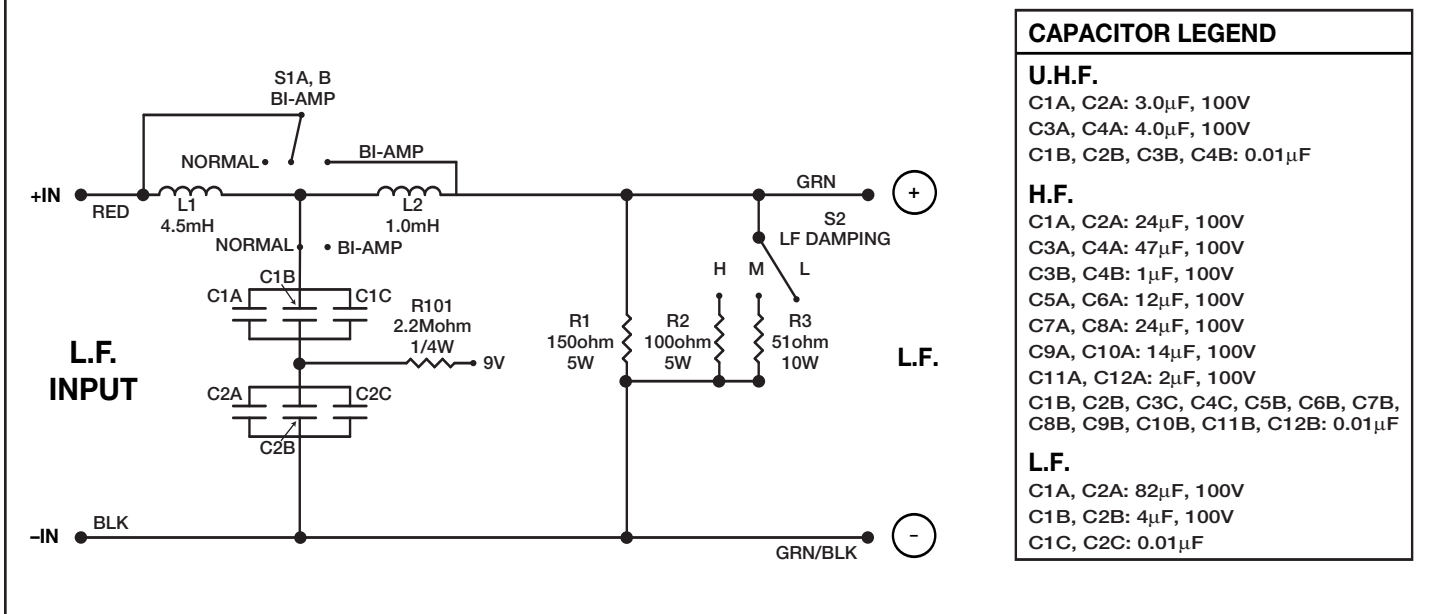 S1A, B
BI-AMP
NORMAL
BI-AMP
+IN
RED
L1
4.5mH
L2
1.0mH
GRN
+
S2
LF DAMPING
NORMAL
BI-AMP
H
M
L
C1B
C1A
C1C
R101
2.2Mohm
1/4W
9V
R1
150ohm
5W
R2
100ohm
5W
R3
51ohm
10W
L.F.
INPUT
L.F.
C2A
C2C
C2B
–IN
BLK
GRN/BLK
-
CAPACITOR LEGEND
U.H.F.
C1A, C2A: 3.0μF, 100V
C3A, C4A: 4.0μF, 100V
C1B, C2B, C3B, C4B: 0.01μF
H.F.
C1A, C2A: 24μF, 100V
C3A, C4A: 47μF, 100V
C3B, C4B: 1μF, 100V
C5A, C6A: 12μF, 100V
C7A, C8A: 24μF, 100V
C9A, C10A: 14μF, 100V
C11A, C12A: 2μF, 100V
C1B, C2B, C3C, C4C, C5B, C6B, C7B,
C8B, C9B, C10B, C11B, C12B: 0.01μF
L.F.
C1A, C2A: 82μF, 100V
C1B, C2B: 4μF, 100V
C1C, C2C: 0.01μF